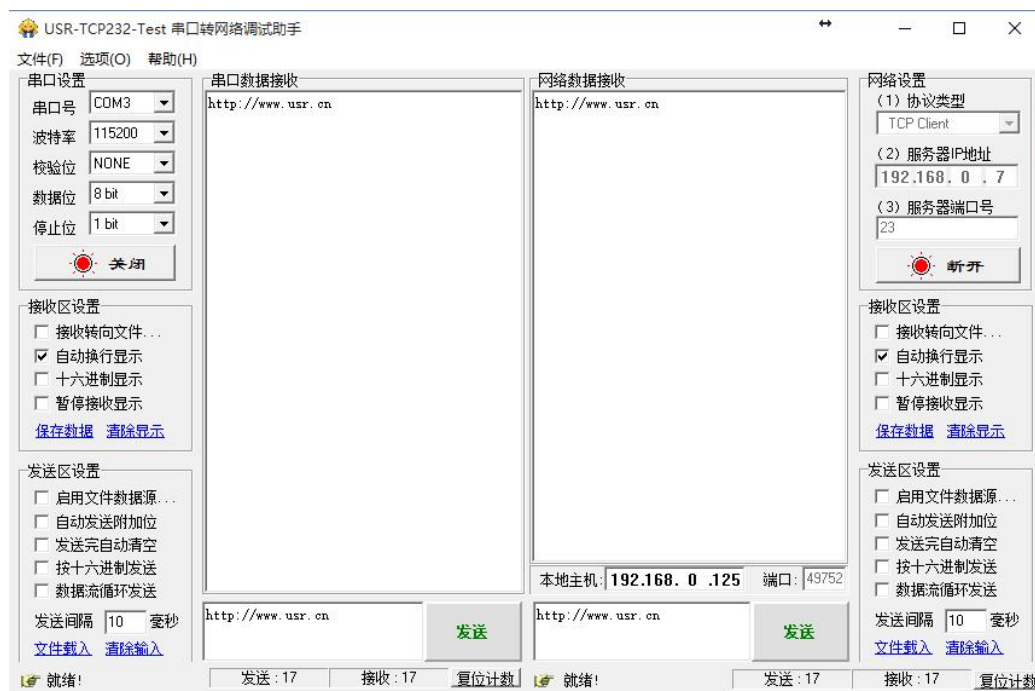 USR-TCP232-Test 串口转网络调试助手
文件(F) 选项(O) 帮助(H)
串口设置
串口号 COM3
波特率 115200
校验位 NONE
数据位 8 bit
停止位 1 bit
关闭
接收区设置
接收转向文件...
自动换行显示
十六进制显示
暂停接收显示
保存数据 清除显示
发送区设置
启用文件数据源...
自动发送附加位
发送完自动清空
按十六进制发送
数据流循环发送
发送间隔 10 毫秒
文件载入 清除输入
就绪!
串口数据接收
http://www.usr.cn
http://www.usr.cn
发送
发送 : 17 接收 : 17 复位计数
网络数据接收
http://www.usr.cn
本地主机: 192.168. 0 .125 端口: 49752
http://www.usr.cn
发送
就绪! 发送 : 17 接收 : 17 复位计数
网络设置
(1) 协议类型
TCP Client
(2) 服务器IP地址
192.168. 0 . 7
(3) 服务器端口号
23
断开
接收区设置
接收转向文件...
自动换行显示
十六进制显示
暂停接收显示
保存数据 清除显示
发送区设置
启用文件数据源...
自动发送附加位
发送完自动清空
按十六进制发送
数据流循环发送
发送间隔 10 毫秒
文件载入 清除输入